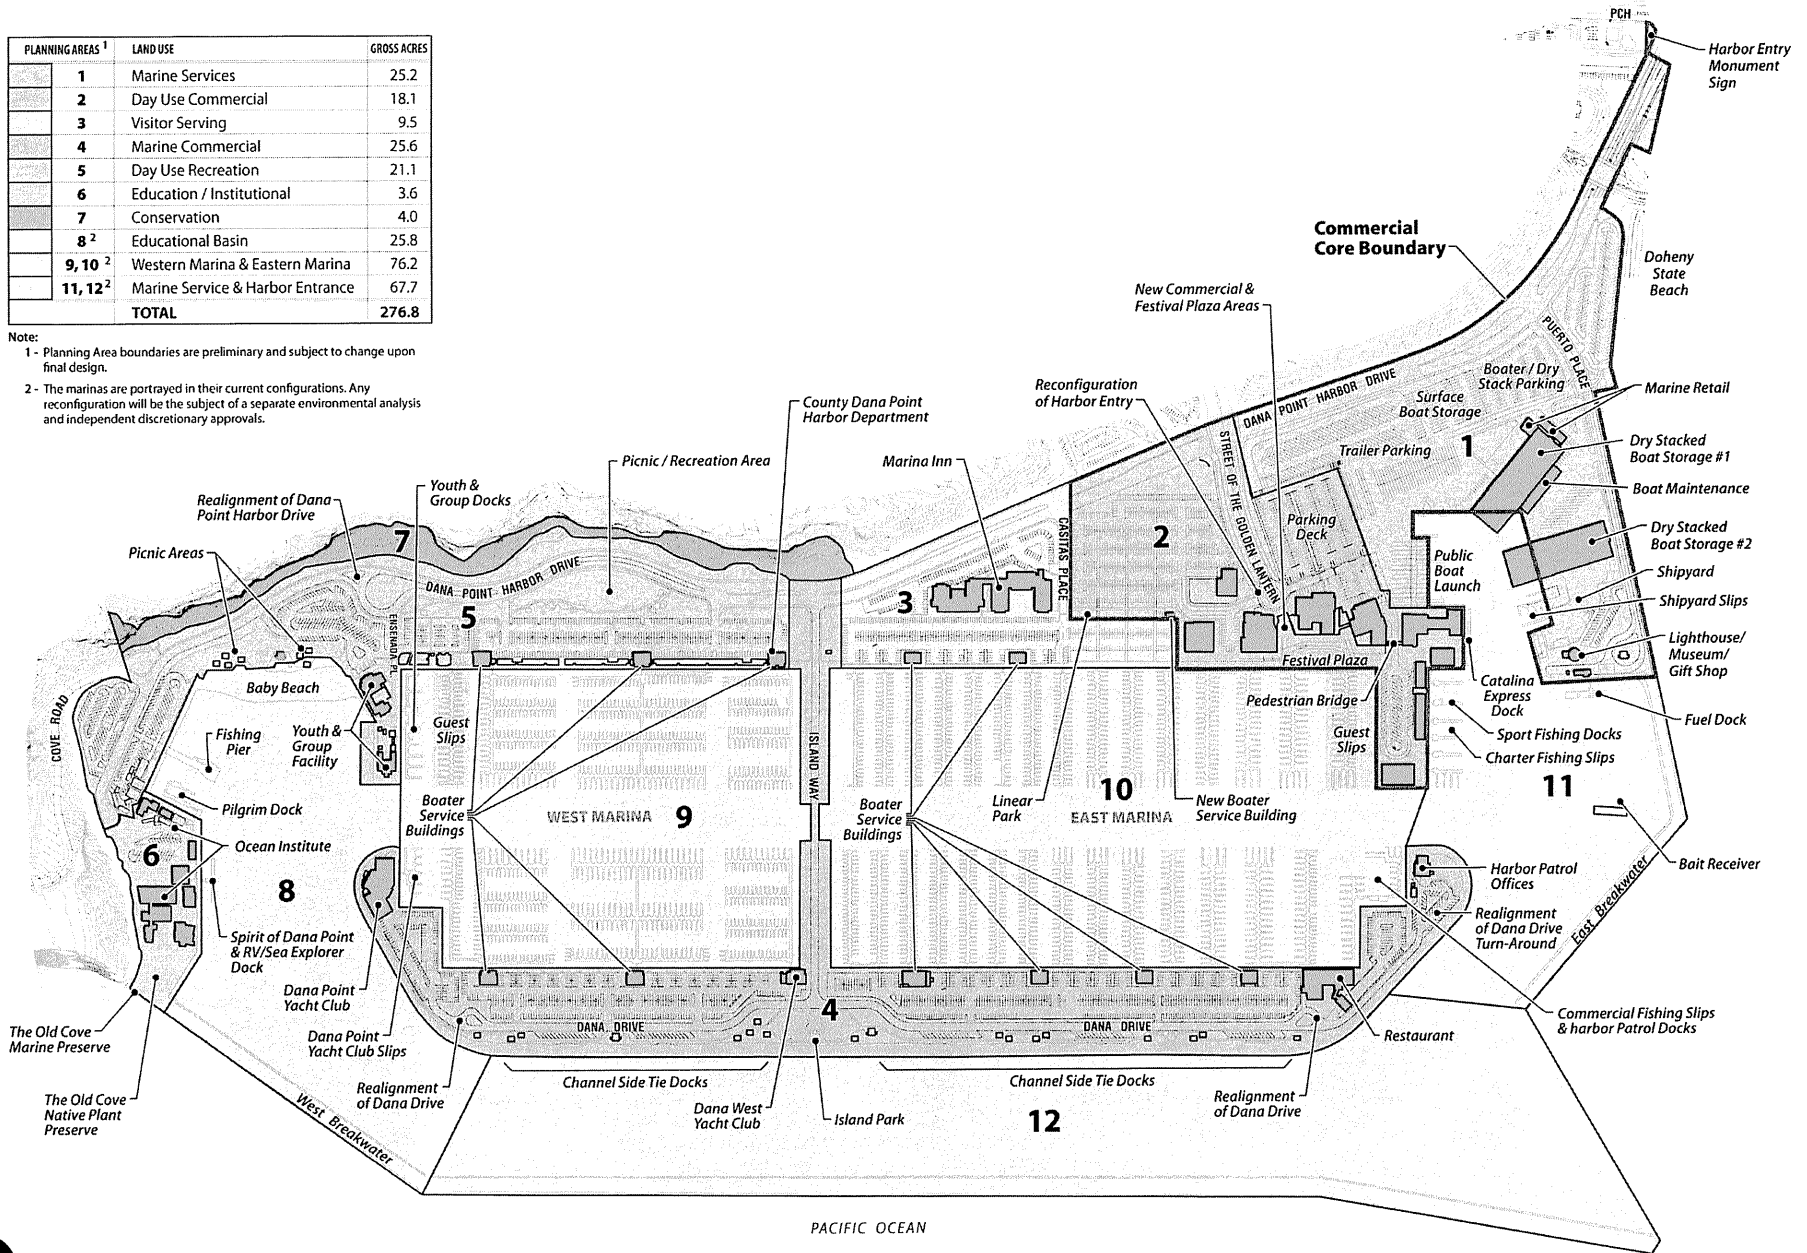 PLANNING AREAS 1 LAND USE GROSS ACRES
1 Marine Services 25.2
2 Day Use Commercial 18.1
3 Visitor Serving 9.5
4 Marine Commercial 25.6
5 Day Use Recreation 21.1
6 Education / Institutional 3.6
7 Conservation 4.0
8 2 Educational Basin 25.8
9, 10 2 Western Marina & Eastern Marina 76.2
11, 12 2 Marine Service & Harbor Entrance 67.7
TOTAL 276.8
Note:
1 - Planning Area boundaries are preliminary and subject to change upon
final design.
2 - The marinas are portrayed in their current configurations. Any
reconfiguration will be the subject of a separate environmental analysis
and independent discretionary approvals.
PCH
Harbor Entry
Monument
Sign
Commercial
Core Boundary
Doheny
State
Beach
New Commercial &
Festival Plaza Areas
PUERTO PLACE
Boater / Dry
Stack Parking
Surface
Boat Storage
DANA POINT HARBOR DRIVE
Reconfiguration
of Harbor Entry
Marine Retail
County Dana Point
Harbor Department
STREET OF THE GOLDEN LANTERN
1
Trailer Parking
Dry Stacked
Boat Storage #1
Boat Maintenance
Picnic / Recreation Area
Marina Inn
Youth &
Group Docks
Realignment of Dana
Point Harbor Drive
Picnic Areas
7
CASITAS PLACE
2
Parking
Deck
Dry Stacked
Boat Storage #2
Public
Boat
Launch
Shipyard
Shipyard Slips
DANA POINT HARBOR DRIVE
5
3
ENSENADA PL.
Lighthouse/
Museum/
Gift Shop
Festival Plaza
Baby Beach
Pedestrian Bridge
Catalina
Express
Dock
Fuel Dock
COVE ROAD
Fishing
Pier
Youth &
Group
Facility
Guest
Slips
ISLAND WAY
Guest
Slips
Sport Fishing Docks
Charter Fishing Slips
11
Pilgrim Dock
Boater
Service
Buildings
WEST MARINA 9
Boater
Service
Buildings
Linear
Park
10
EAST MARINA
New Boater
Service Building
6
Ocean Institute
8
Bait Receiver
Harbor Patrol
Offices
East Breakwater
Realignment
of Dana Drive
Turn-Around
Spirit of Dana Point
& RV/Sea Explorer
Dock
Dana Point
Yacht Club
4
Commercial Fishing Slips
& harbor Patrol Docks
The Old Cove
Marine Preserve
Dana Point
Yacht Club Slips
DANA DRIVE
DANA DRIVE
Restaurant
Channel Side Tie Docks
Channel Side Tie Docks
Realignment
of Dana Drive
Realignment
of Dana Drive
The Old Cove
Native Plant
Preserve
West Breakwater
Dana West
Yacht Club
Island Park
12
PACIFIC OCEAN